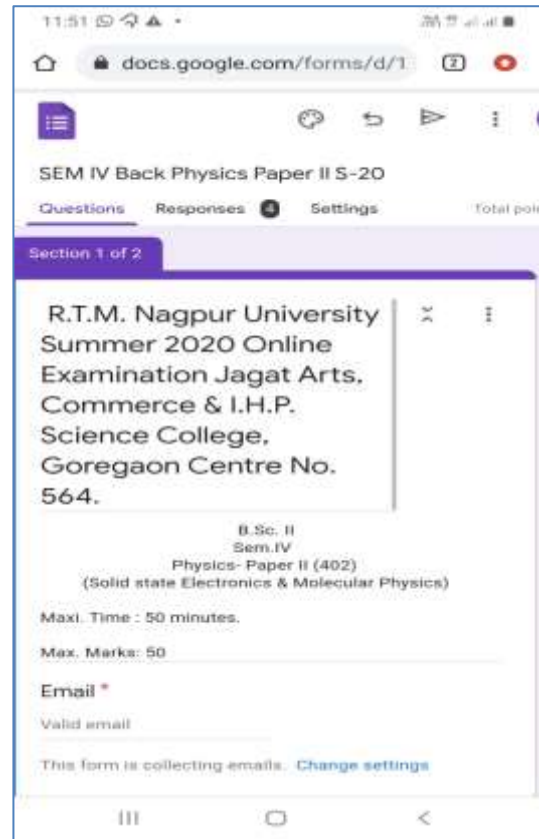 11:51
docs.google.com/forms/d/1
2
SEM IV Back Physics Paper II S-20
Questions Responses 4 Settings Total poin
Section 1 of 2
R.T.M. Nagpur University
Summer 2020 Online
Examination Jagat Arts,
Commerce & I.H.P.
Science College,
Goregaon Centre No.
564.
B.Sc. II
Sem.IV
Physics- Paper II (402)
(Solid state Electronics & Molecular Physics)
Maxi. Time : 50 minutes.
Max. Marks: 50
Email *
Valid email
This form is collecting emails. Change settings